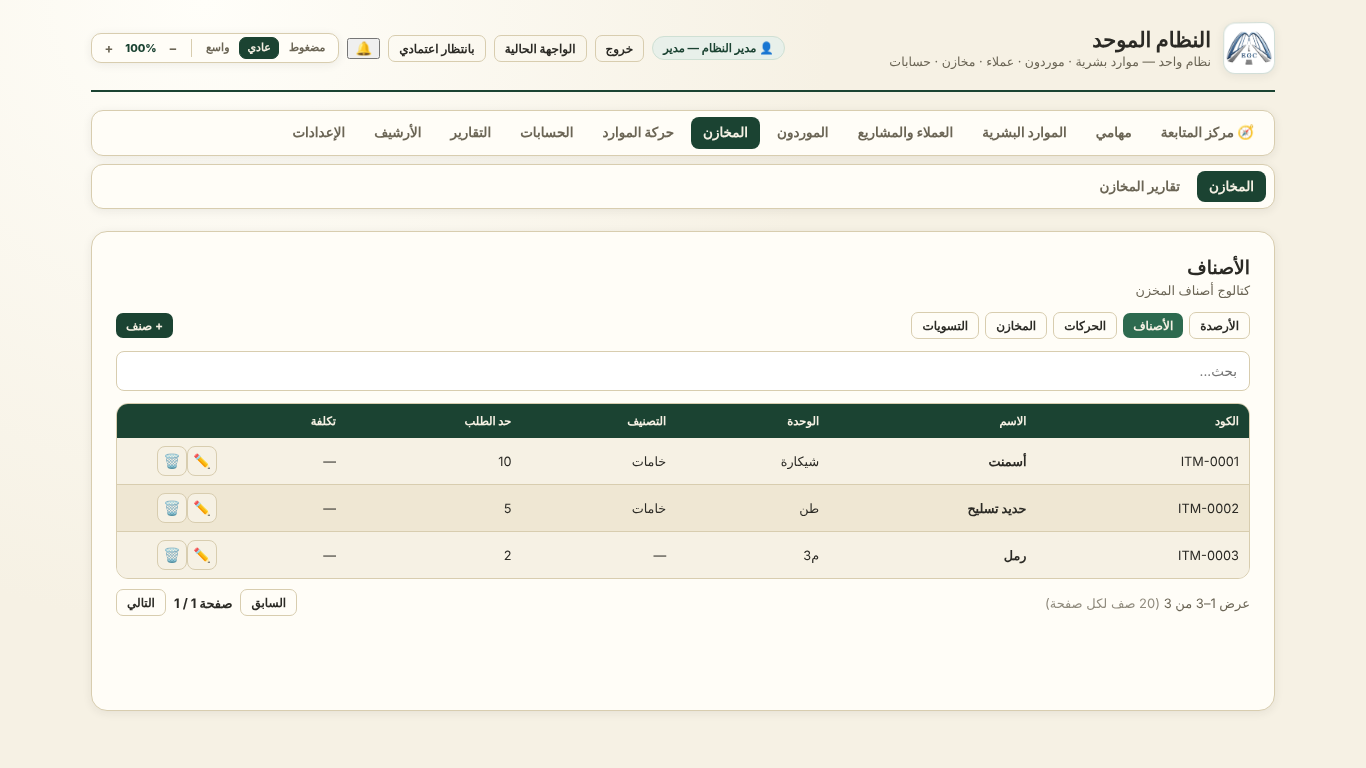 ROC
النظام الموحد
نظام واحد — موارد بشرية · موردون · عملاء · مخازن · حسابات
👤 مدير النظام — مدير
خروج
الواجهة الحالية
بانتظار اعتمادي
🔔
مضغوط عادي واسع − 100% +
🧭 مركز المتابعة مهامي الموارد البشرية العملاء والمشاريع الموردون المخازن حركة الموارد الحسابات التقارير الأرشيف الإعدادات
المخازن تقارير المخازن
الأصناف
كتالوج أصناف المخزن
الأرصدة الأصناف الحركات المخازن التسويات + صنف
بحث...
الكود الاسم الوحدة التصنيف حد الطلب تكلفة
ITM-0001 أسمنت شيكارة خامات 10 —
ITM-0002 حديد تسليح طن خامات 5 —
ITM-0003 رمل م3 — 2 —
عرض 1–3 من 3 (20 صف لكل صفحة) السابق صفحة 1 / 1 التالي